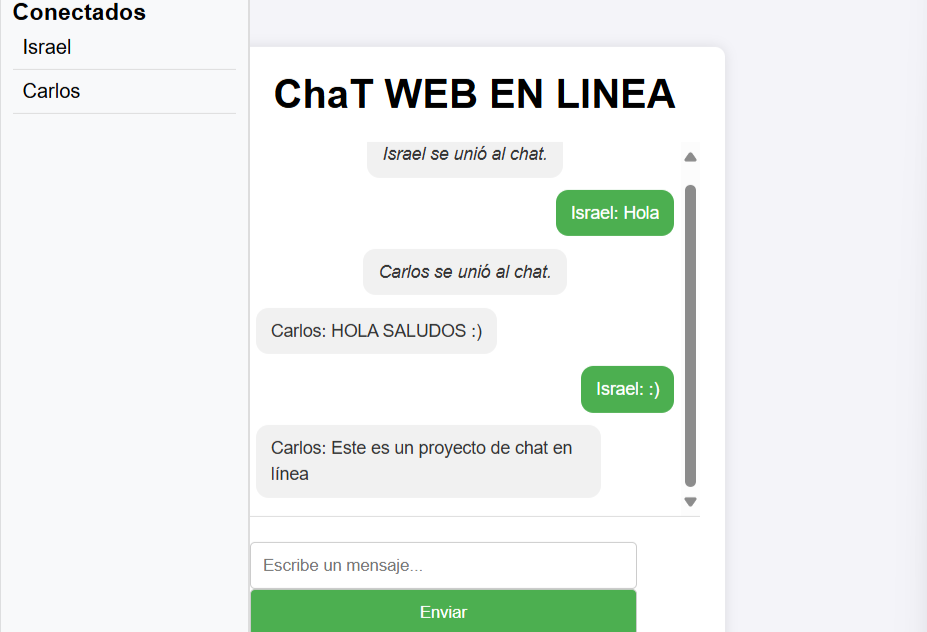 Conectados
Israel
Carlos
ChaT WEB EN LINEA
Israel se unió al chat.
Israel: Hola
Carlos se unió al chat.
Carlos: HOLA SALUDOS :)
Israel: :)
Carlos: Este es un proyecto de chat en
línea
Escribe un mensaje...
Enviar